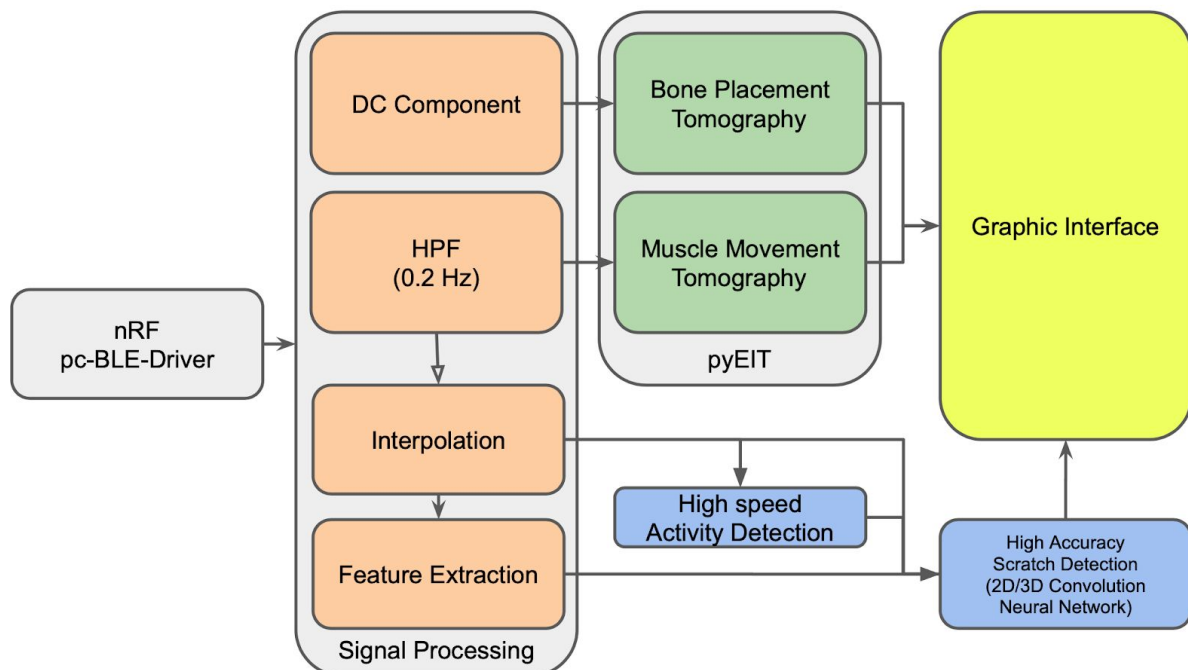 nRF
pc-BLE-Driver
DC Component
HPF
(0.2 Hz)
Interpolation
Feature Extraction
Signal Processing
Bone Placement
Tomography
Muscle Movement
Tomography
pyEIT
High speed
Activity Detection
Graphic Interface
High Accuracy
Scratch Detection
(2D/3D Convolution
Neural Network)